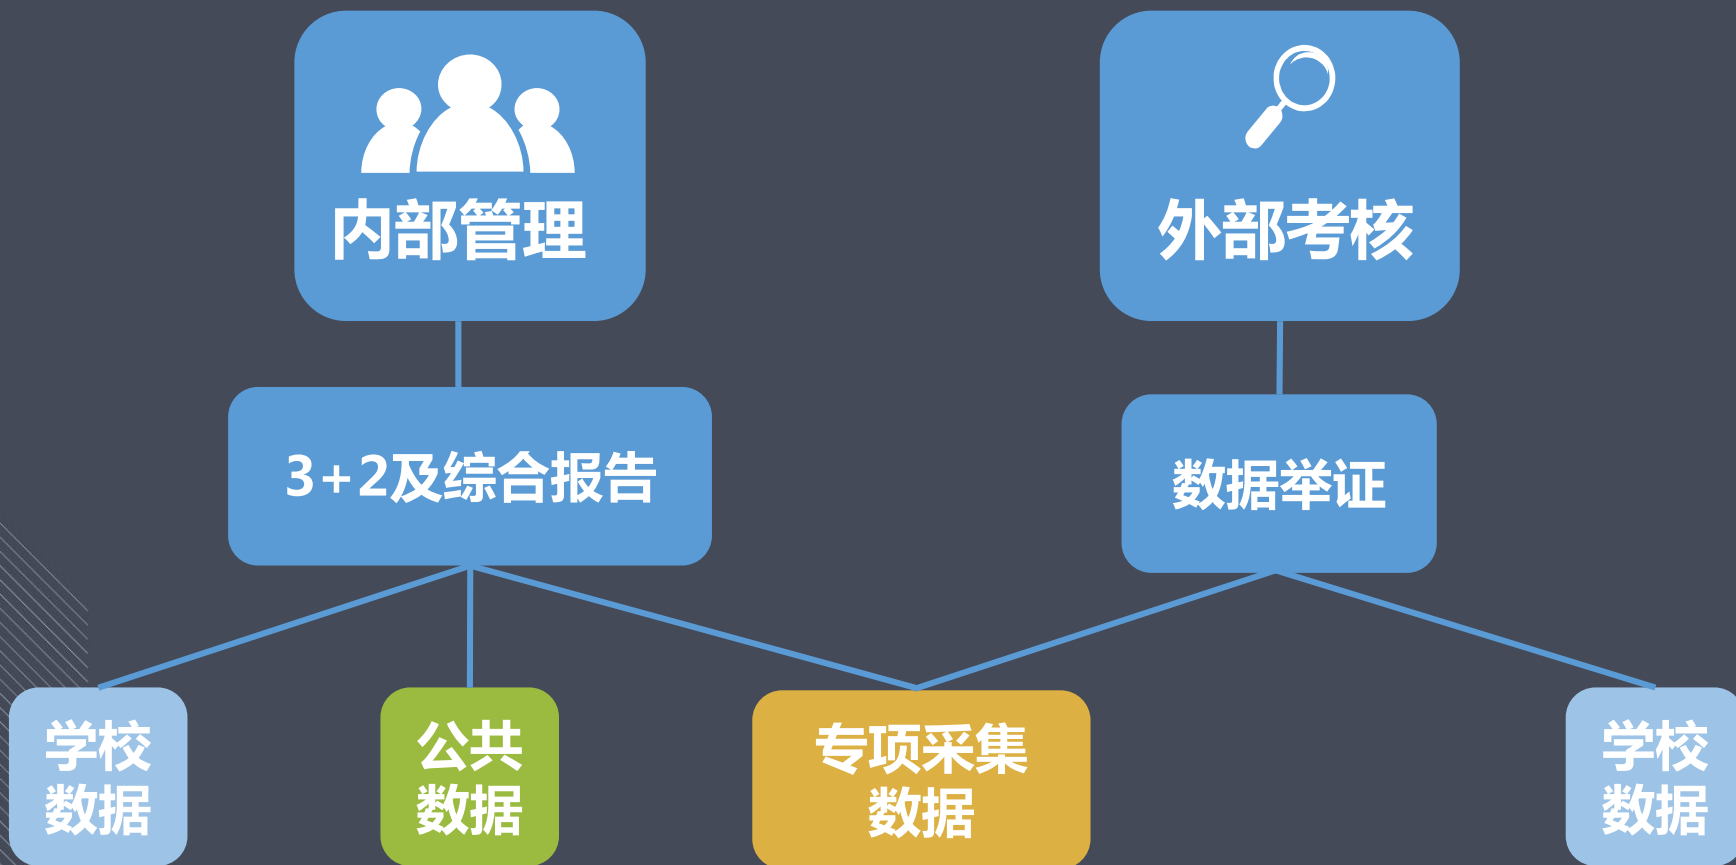 内部管理
外部考核
3+2及综合报告
数据举证
学校
数据
公共
数据
专项采集
数据
学校
数据